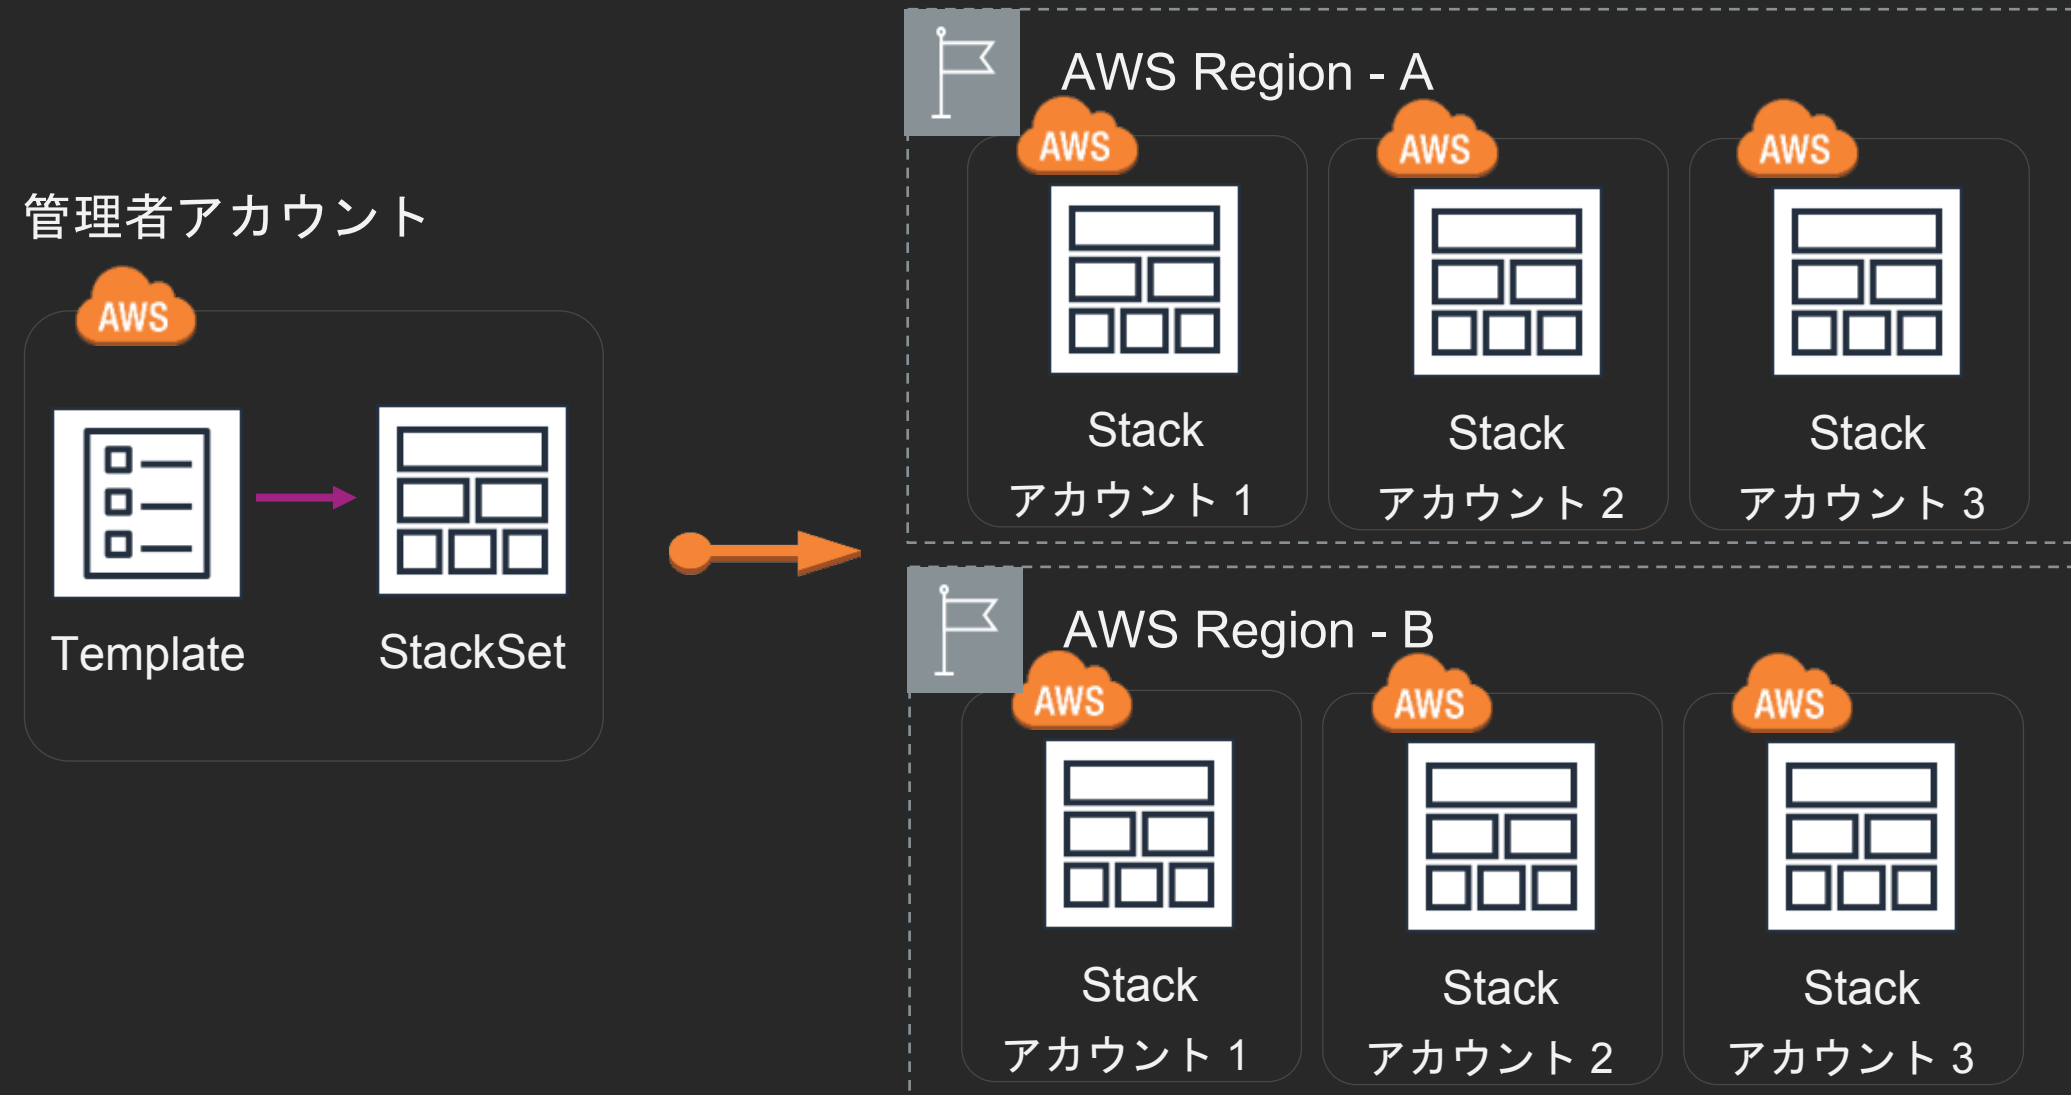 管理者アカウント
AWS
Template
StackSet
AWS Region - A
AWS
AWS
AWS
Stack
Stack
Stack
アカウント 1
アカウント 2
アカウント 3
AWS Region - B
AWS
AWS
AWS
Stack
Stack
Stack
アカウント 1
アカウント 2
アカウント 3